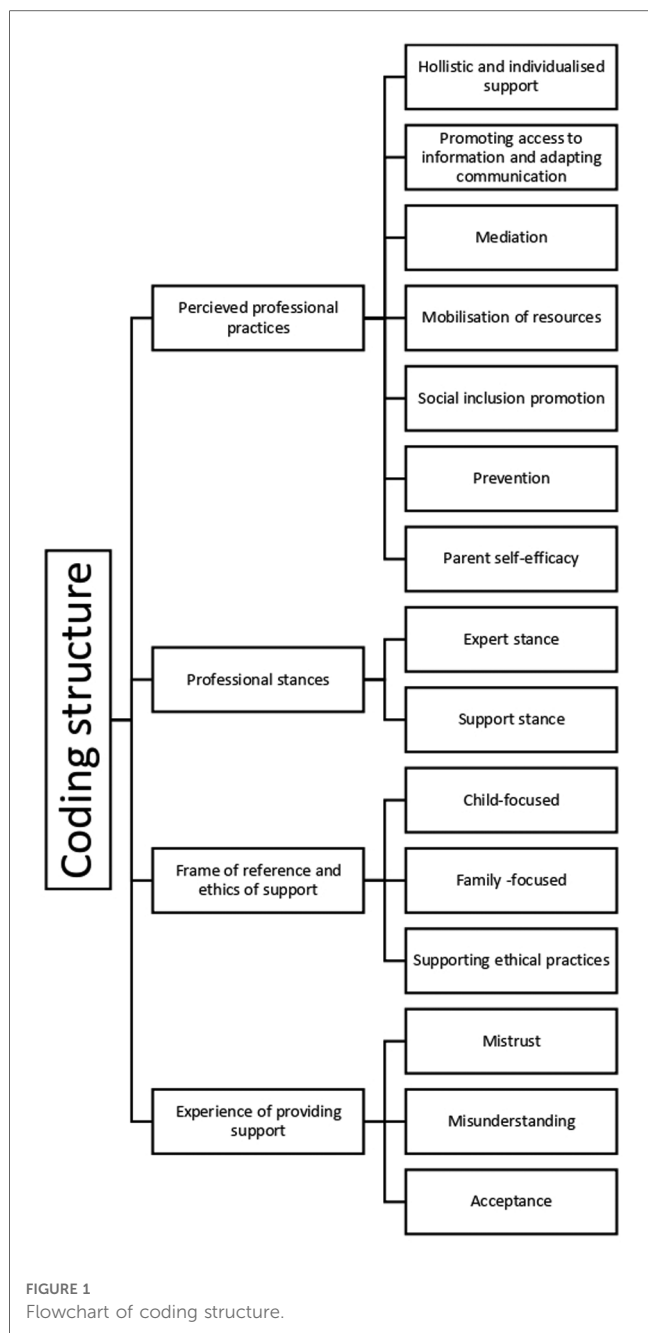 Coding structure
Percieved professional
practices
Hollistic and individualised
support
Promoting access to
information and adapting
communication
Mediation
Mobilisation of resources
Social inclusion promotion
Prevention
Parent self-efficacy
Professional stances
Expert stance
Support stance
Frame of reference and
ethics of support
Child-focused
Family -focused
Supporting ethical practices
Experience of providing
support
Mistrust
Misunderstanding
Acceptance
FIGURE 1
Flowchart of coding structure.